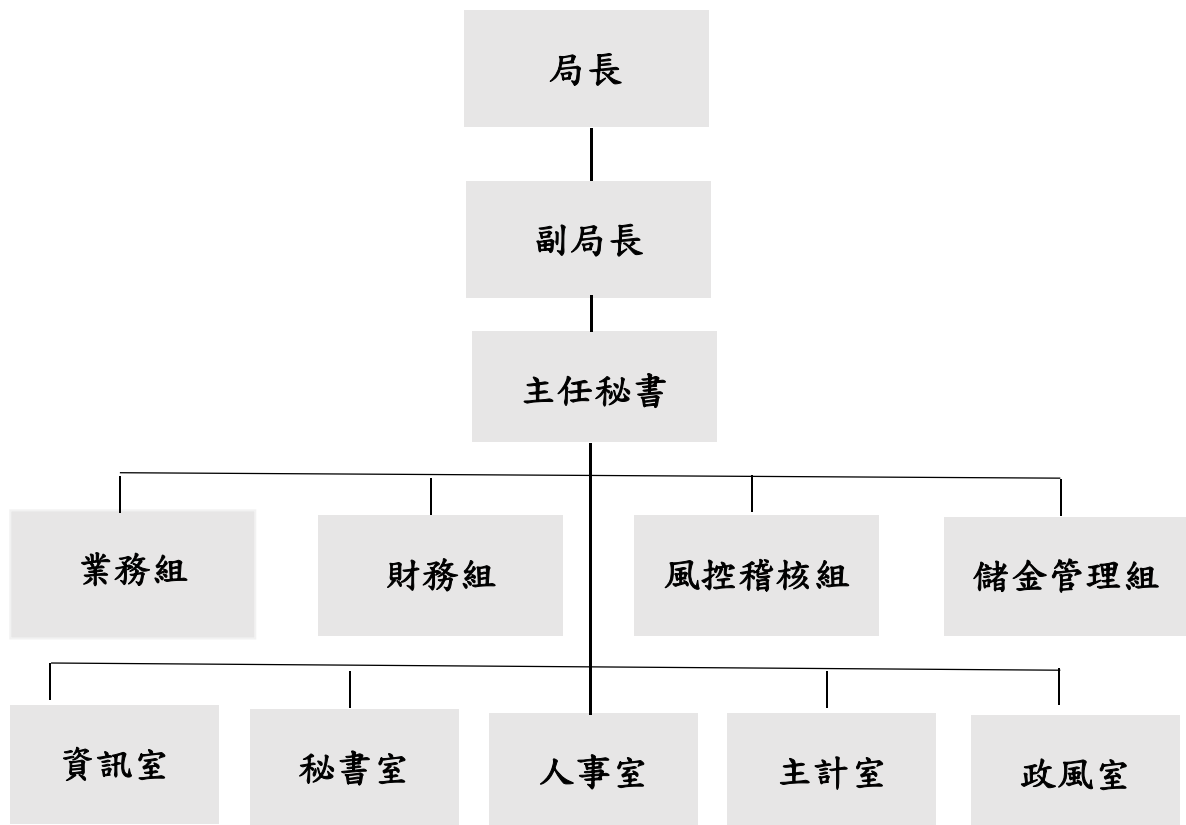 局長
副局長
主任秘書
業務組
財務組
風控稽核組
儲金管理組
資訊室
秘書室
人事室
主計室
政風室